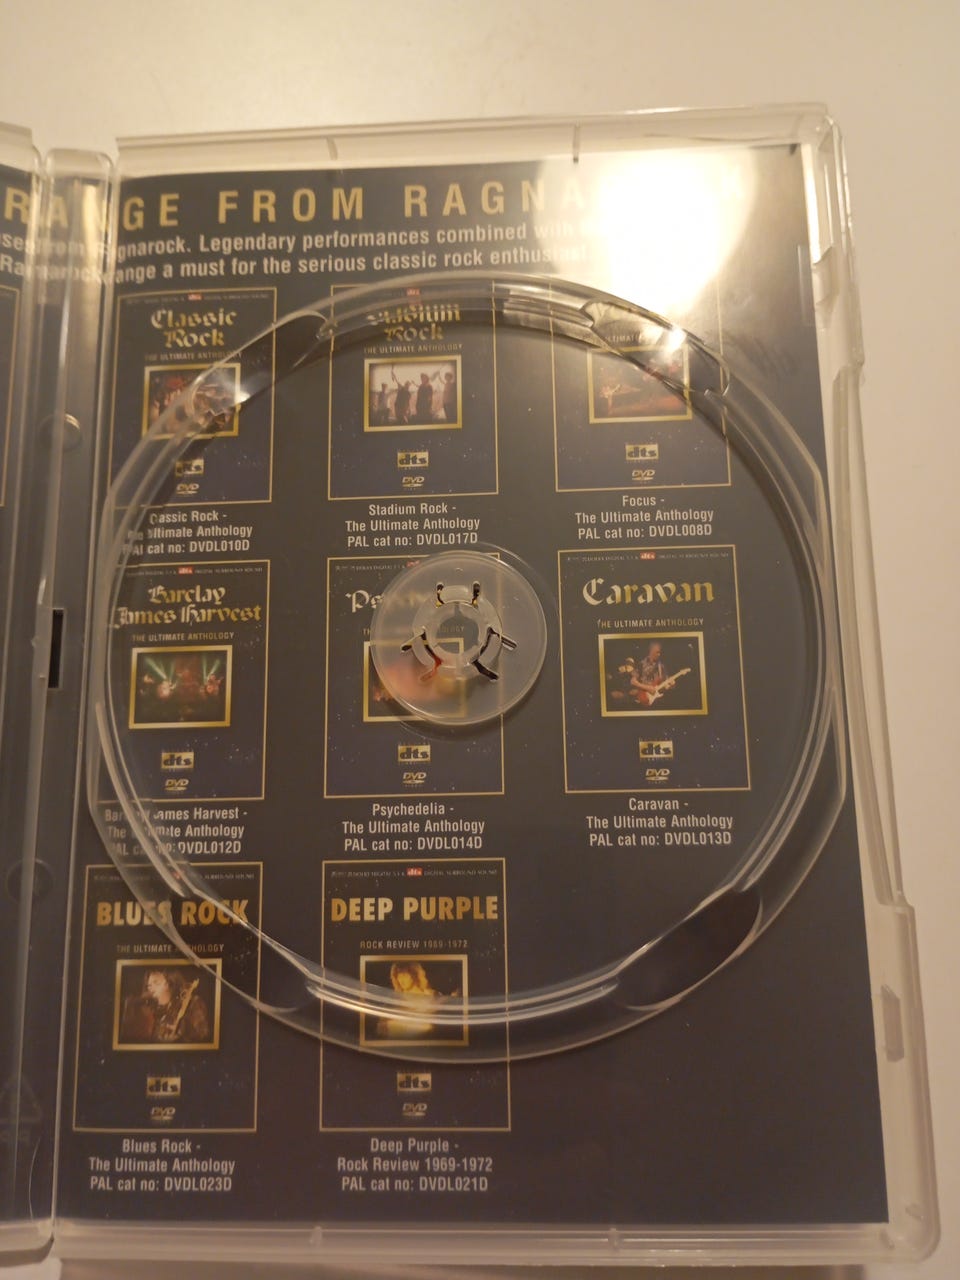 RANGE FROM RAGNA
from Ragnarock. Legendary performances combined with
Ragnarock range a must for the serious classic rock enthusiast.
Classic
Rock
THE ULTIMATE ANTHOLOGY
dts
DVD
Classic Rock -
The Ultimate Anthology
PAL cat no: DVDL010D
Stadium
Rock
THE ULTIMATE ANTHOLOGY
dts
DVD
Stadium Rock -
The Ultimate Anthology
PAL cat no: DVDL017D
dts
DVD
Focus -
The Ultimate Anthology
PAL cat no: DVDL008D
Barclay
James Harvest
THE ULTIMATE ANTHOLOGY
dts
DVD
Barclay James Harvest -
The Ultimate Anthology
PAL cat no: DVDL012D
dts
DVD
Psychedelia -
The Ultimate Anthology
PAL cat no: DVDL014D
Caravan
THE ULTIMATE ANTHOLOGY
dts
DVD
Caravan -
The Ultimate Anthology
PAL cat no: DVDL013D
BLUES ROCK
THE ULTIMATE ANTHOLOGY
dts
DVD
Blues Rock -
The Ultimate Anthology
PAL cat no: DVDL023D
DEEP PURPLE
ROCK REVIEW 1969-1972
dts
DVD
Deep Purple -
Rock Review 1969-1972
PAL cat no: DVDL021D